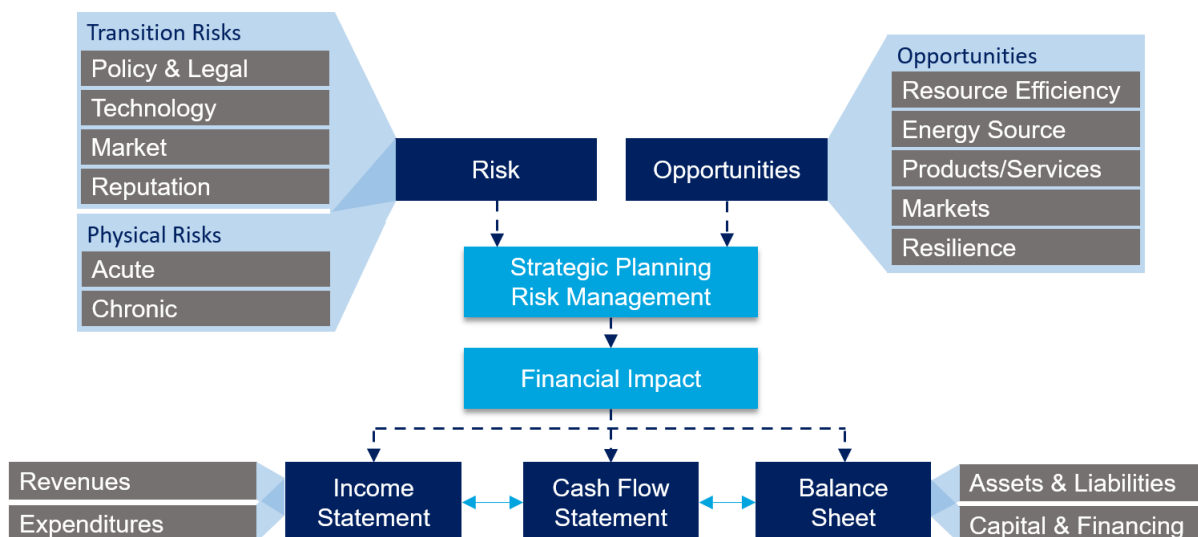 Transition Risks
Policy & Legal
Technology
Market
Reputation
Physical Risks
Acute
Chronic
Risk
Opportunities
Opportunities
Resource Efficiency
Energy Source
Products/Services
Markets
Resilience
Strategic Planning
Risk Management
Financial Impact
Revenues
Expenditures
Income
Statement
Cash Flow
Statement
Balance
Sheet
Assets & Liabilities
Capital & Financing